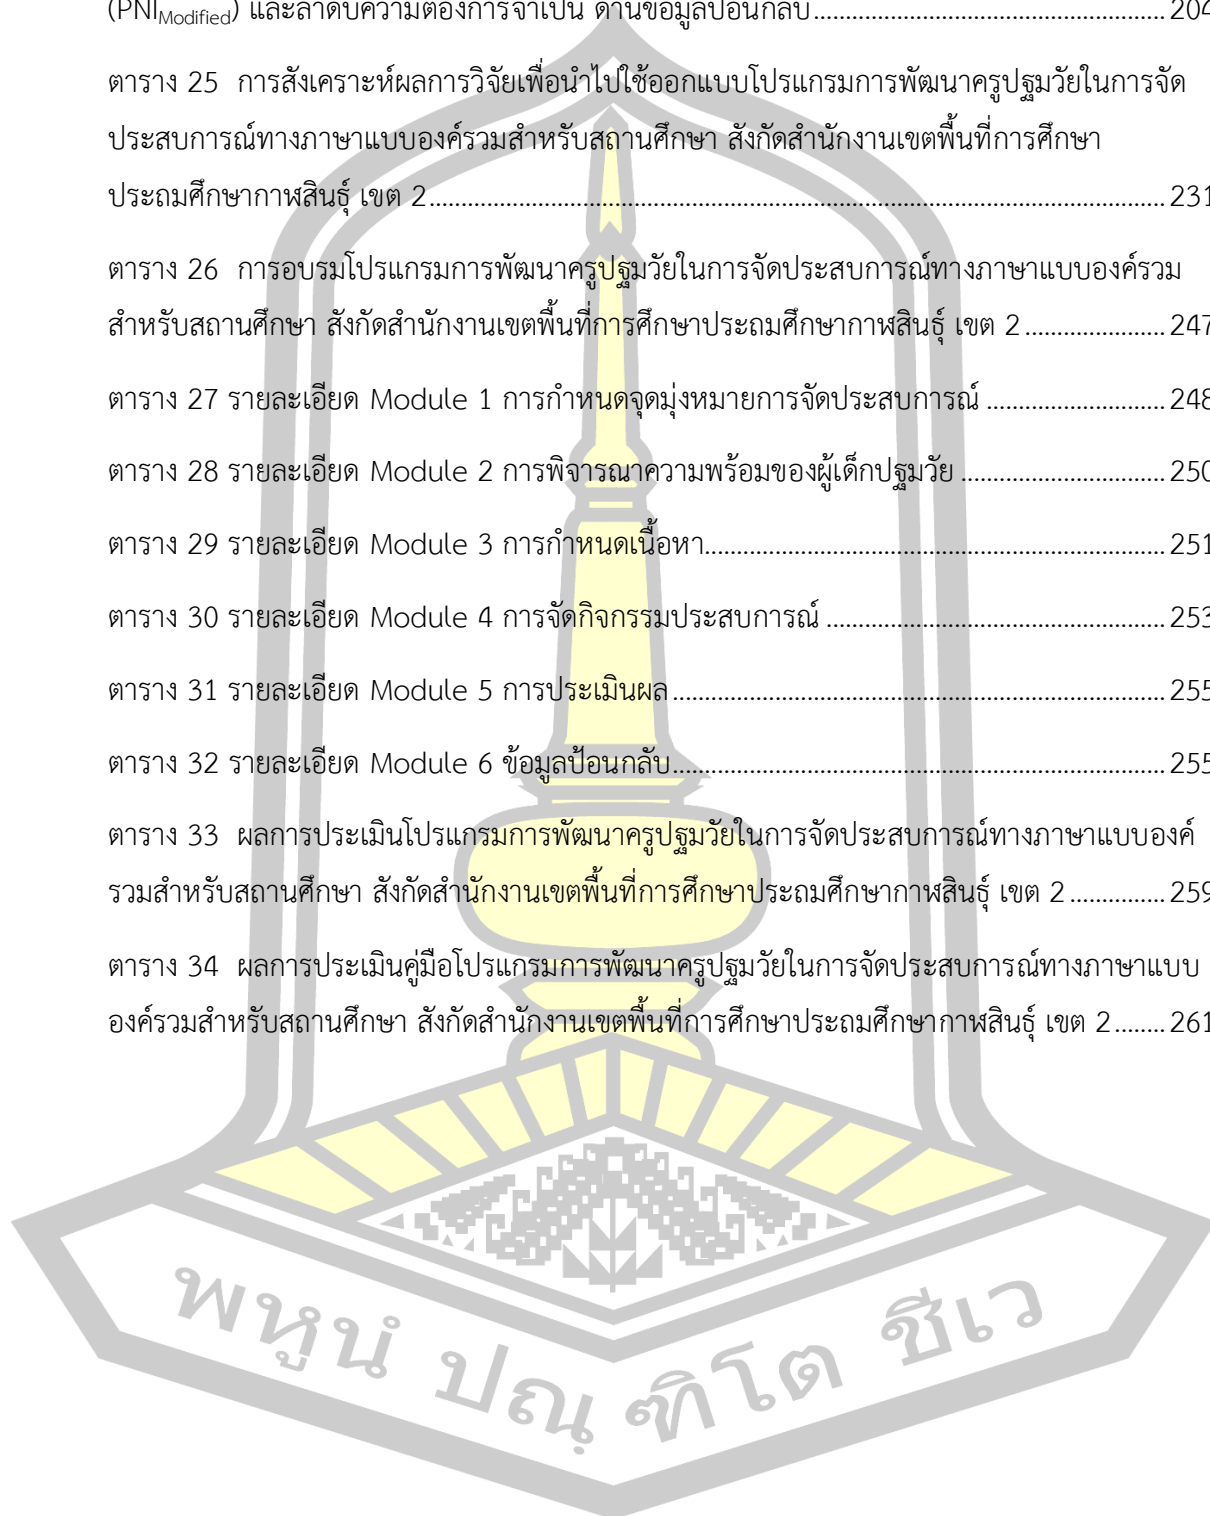 (PNIModified) และลำดับความต้องการจำเป็น ด้านข้อมูลป้อนกลับ.......... 204
ตาราง 25 การสังเคราะห์ผลการวิจัยเพื่อนำไปใช้ออกแบบโปรแกรมการพัฒนาครูปฐมวัยในการจัด
ประสบการณ์ทางภาษาแบบองค์รวมสำหรับสถานศึกษา สังกัดสำนักงานเขตพื้นที่การศึกษา
ประถมศึกษากาฬสินธุ์ เขต 2.......... 231
ตาราง 26 การอบรมโปรแกรมการพัฒนาครูปฐมวัยในการจัดประสบการณ์ทางภาษาแบบองค์รวม
สำหรับสถานศึกษา สังกัดสำนักงานเขตพื้นที่การศึกษาประถมศึกษากาฬสินธุ์ เขต 2.......... 247
ตาราง 27 รายละเอียด Module 1 การกำหนดจุดมุ่งหมายการจัดประสบการณ์ .......... 248
ตาราง 28 รายละเอียด Module 2 การพิจารณาความพร้อมของผู้เด็กปฐมวัย .......... 250
ตาราง 29 รายละเอียด Module 3 การกำหนดเนื้อหา.......... 251
ตาราง 30 รายละเอียด Module 4 การจัดกิจกรรมประสบการณ์ .......... 253
ตาราง 31 รายละเอียด Module 5 การประเมินผล.......... 255
ตาราง 32 รายละเอียด Module 6 ข้อมูลป้อนกลับ.......... 255
ตาราง 33 ผลการประเมินโปรแกรมการพัฒนาครูปฐมวัยในการจัดประสบการณ์ทางภาษาแบบองค์
รวมสำหรับสถานศึกษา สังกัดสำนักงานเขตพื้นที่การศึกษาประถมศึกษากาฬสินธุ์ เขต 2.......... 259
ตาราง 34 ผลการประเมินคู่มือโปรแกรมการพัฒนาครูปฐมวัยในการจัดประสบการณ์ทางภาษาแบบ
องค์รวมสำหรับสถานศึกษา สังกัดสำนักงานเขตพื้นที่การศึกษาประถมศึกษากาฬสินธุ์ เขต 2........ 261
พหูนํ ปณฺฑิโต ชีเว